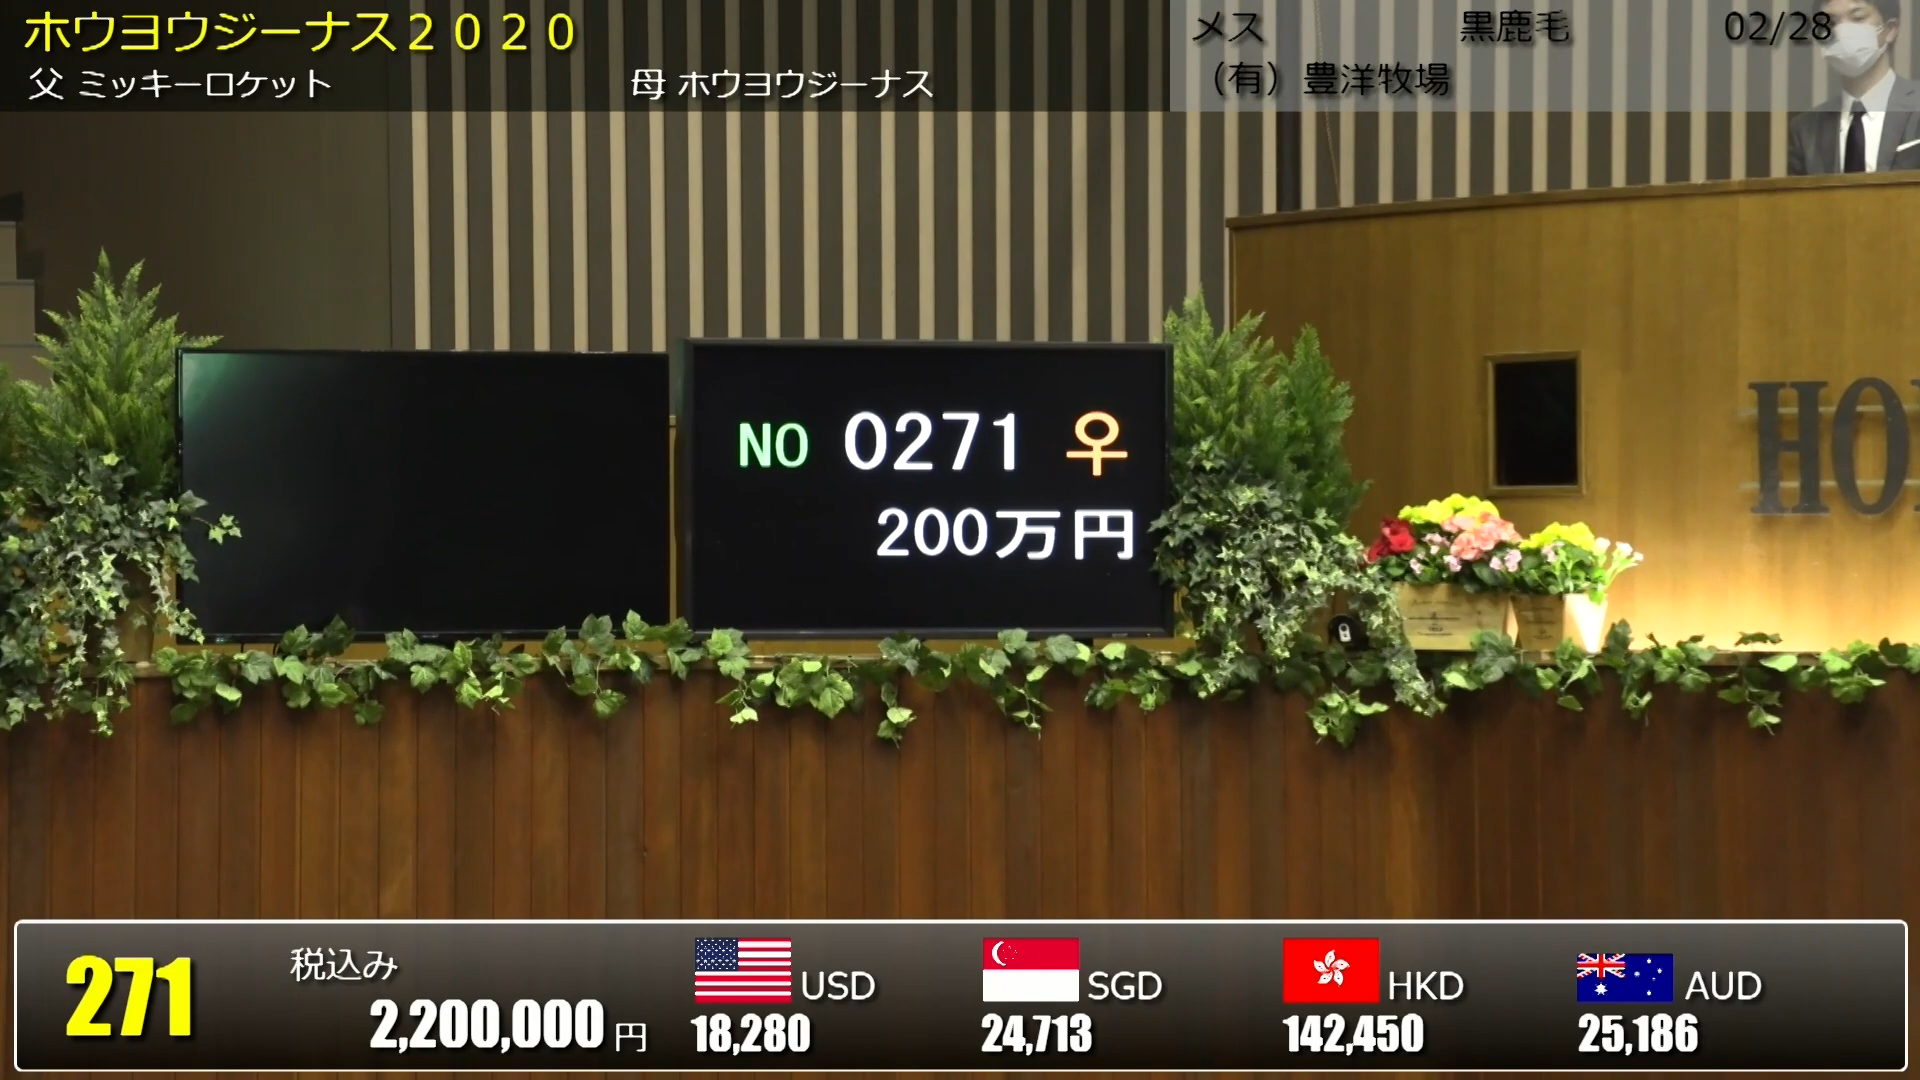 ホウヨウジーナス２０２０
父 ミッキーロケット
母 ホウヨウジーナス
メス 黒鹿毛 02/28
（有）豊洋牧場
NO 0271 ♀
200万円
HO
271
税込み
2,200,000 円
USD
18,280
SGD
24,713
HKD
142,450
AUD
25,186